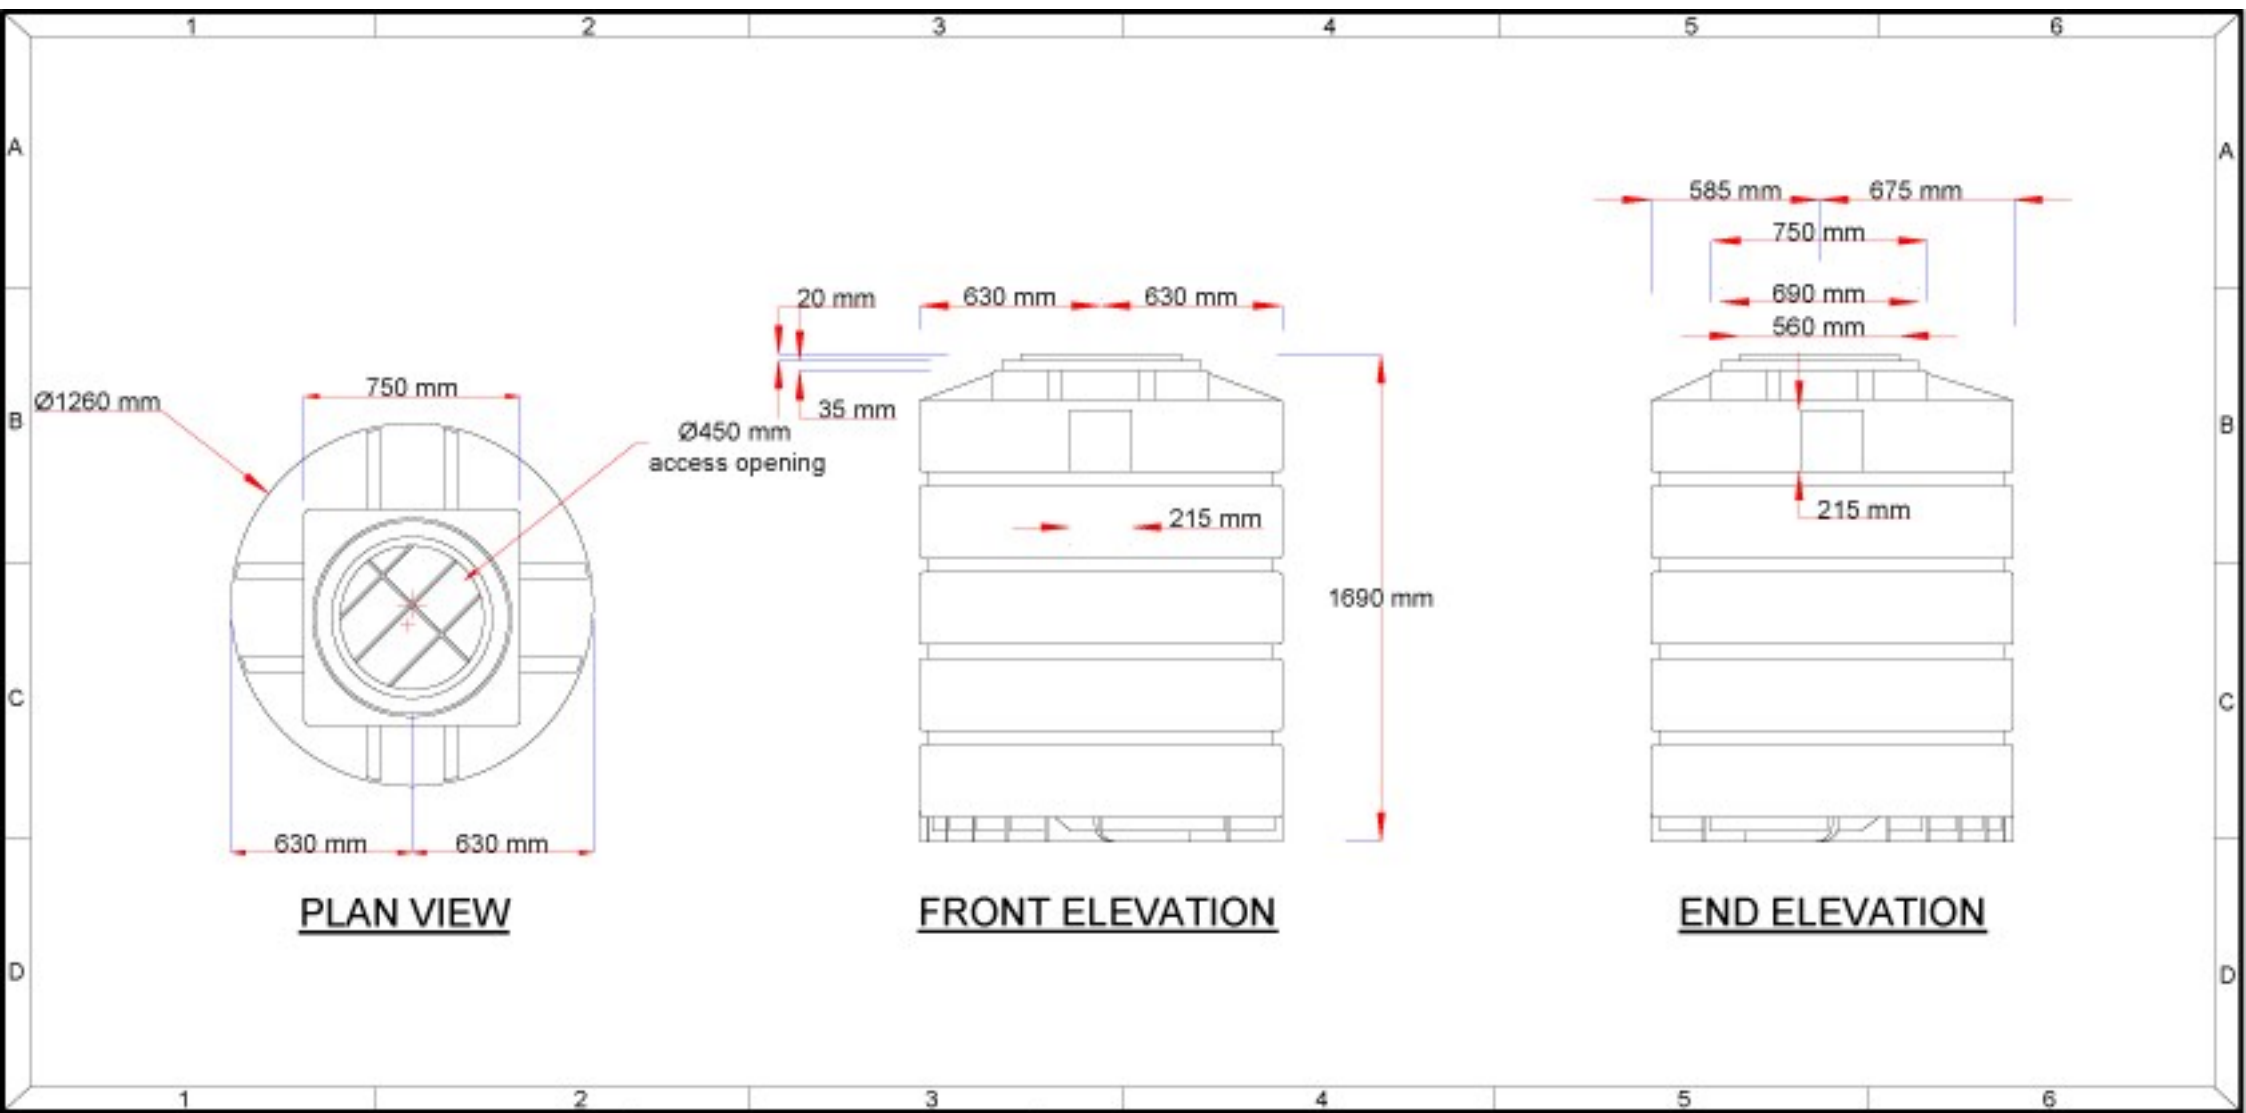 1 2 3 4 5 6
A A
585 mm 675 mm
750 mm
20 mm 630 mm 630 mm 690 mm
560 mm
750 mm
Ø1260 mm 35 mm
B B
Ø450 mm
access opening
215 mm 215 mm
1690 mm
C C
630 mm 630 mm
PLAN VIEW FRONT ELEVATION END ELEVATION
D D
1 2 3 4 5 6